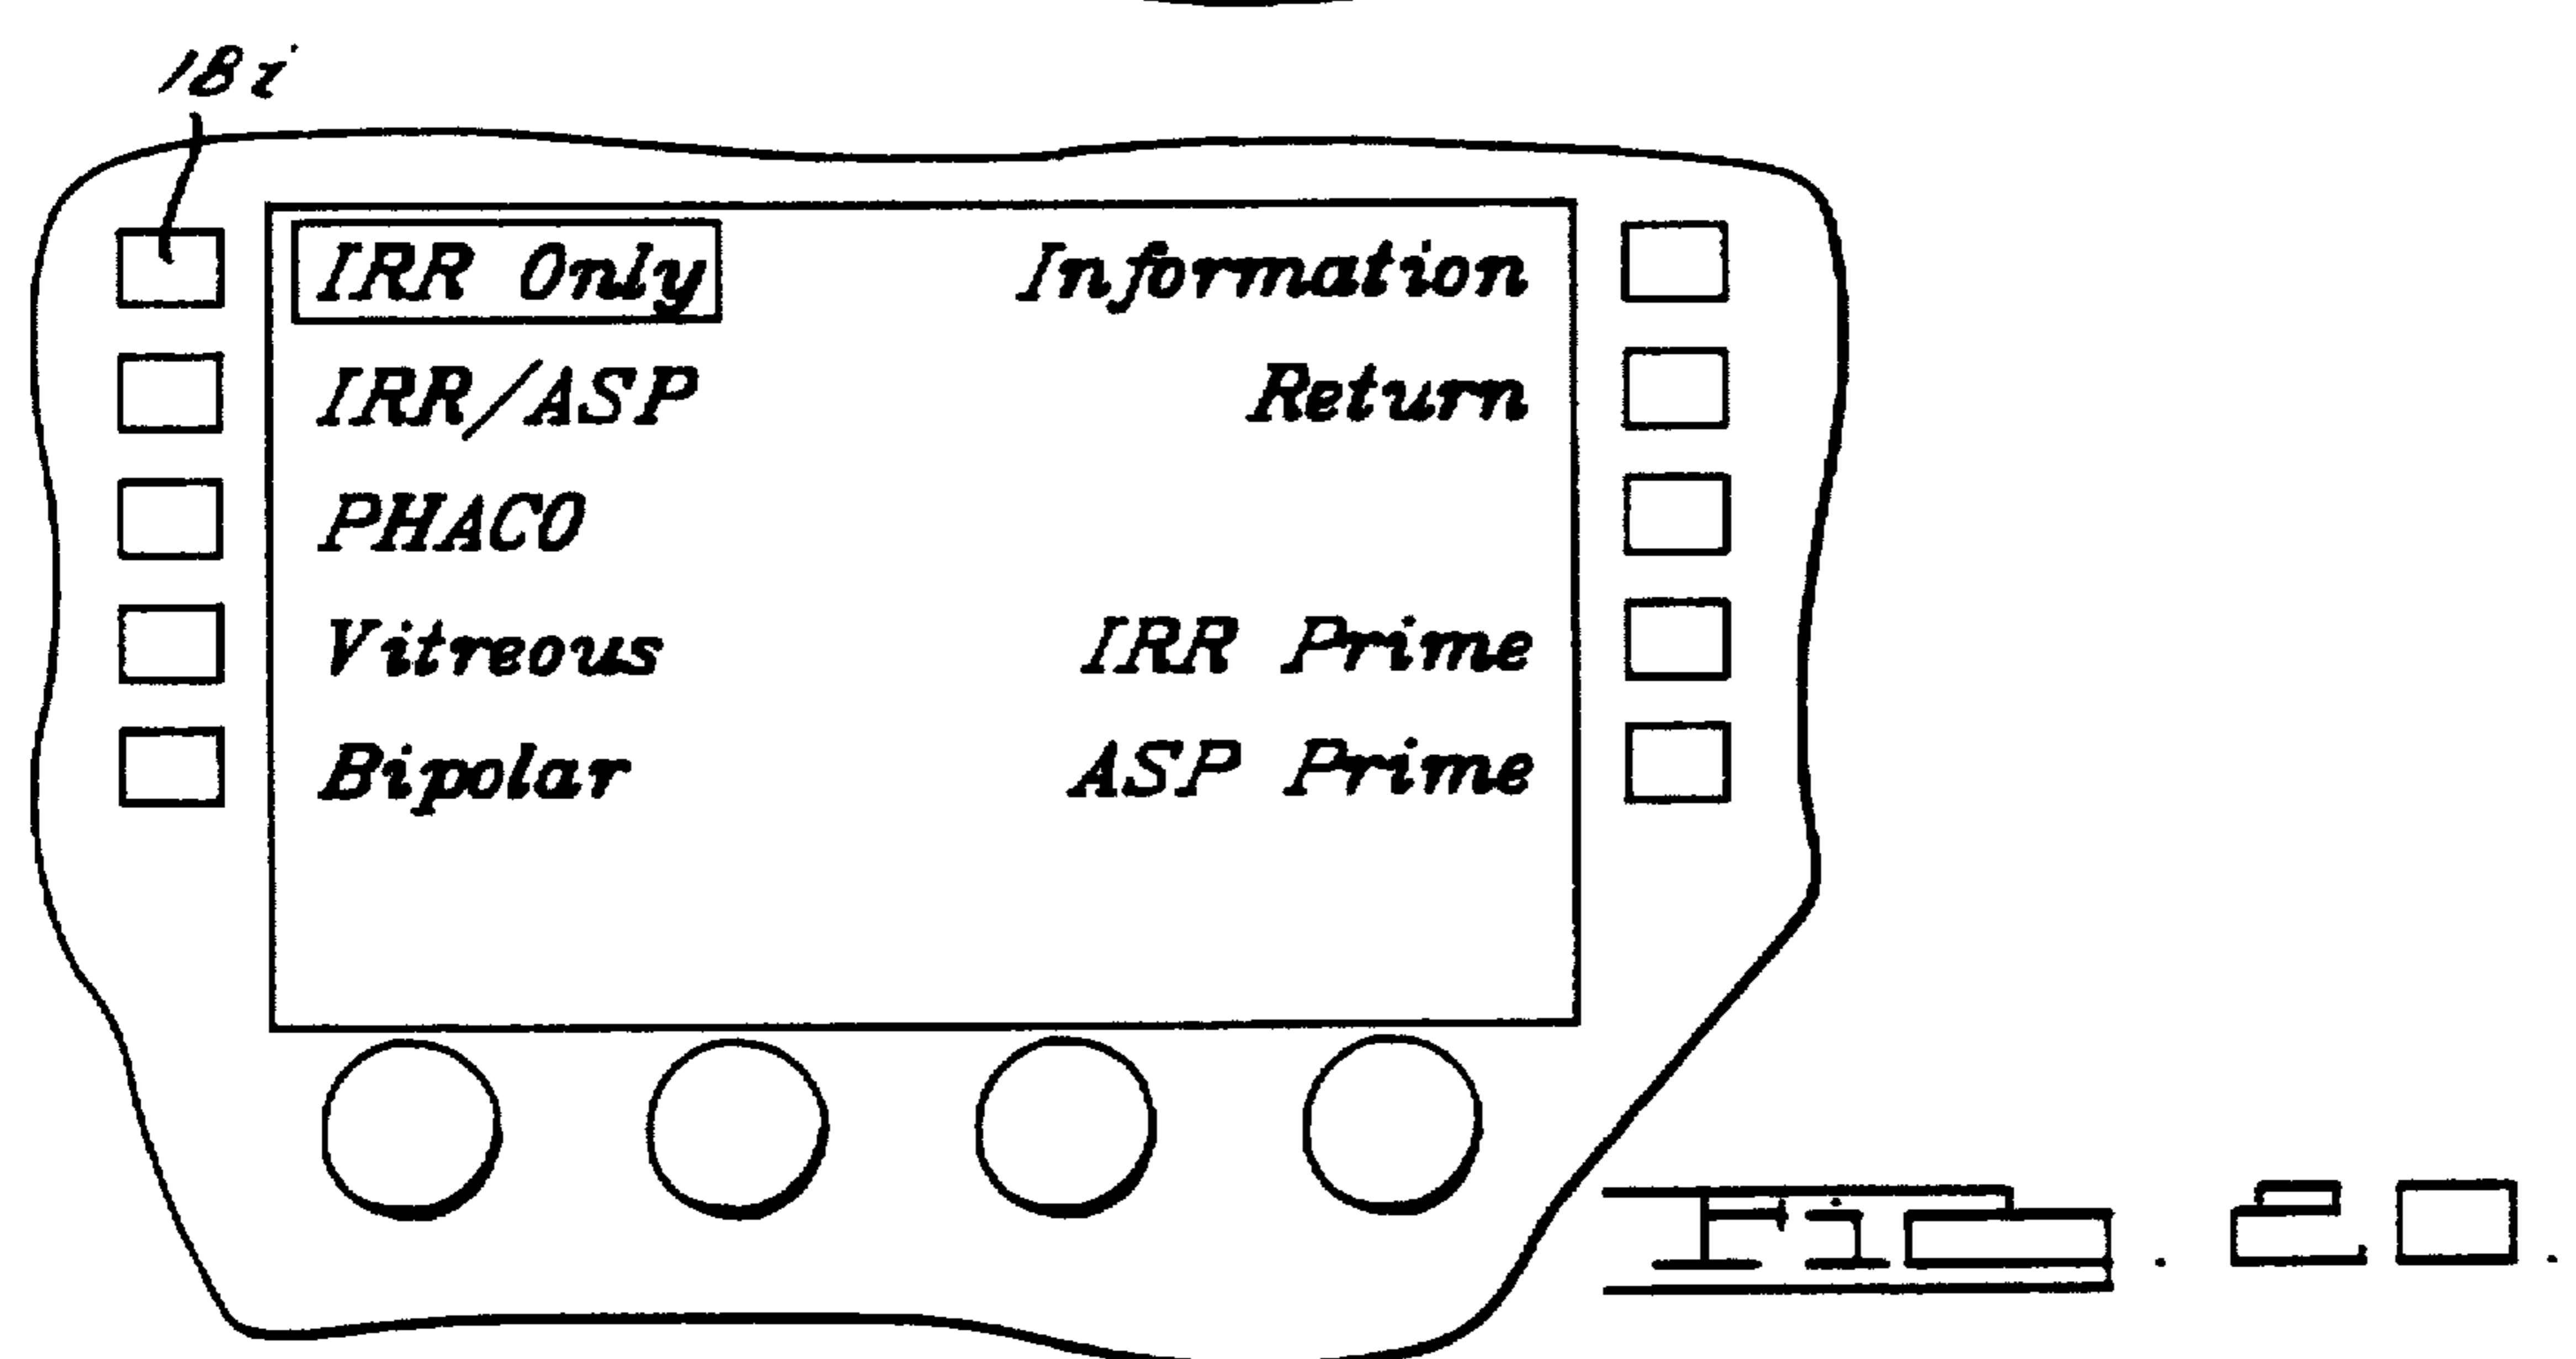 18i
IRR Only Information
IRR/ASP Return
PHACO
Vitreous IRR Prime
Bipolar ASP Prime
Fig. 20.